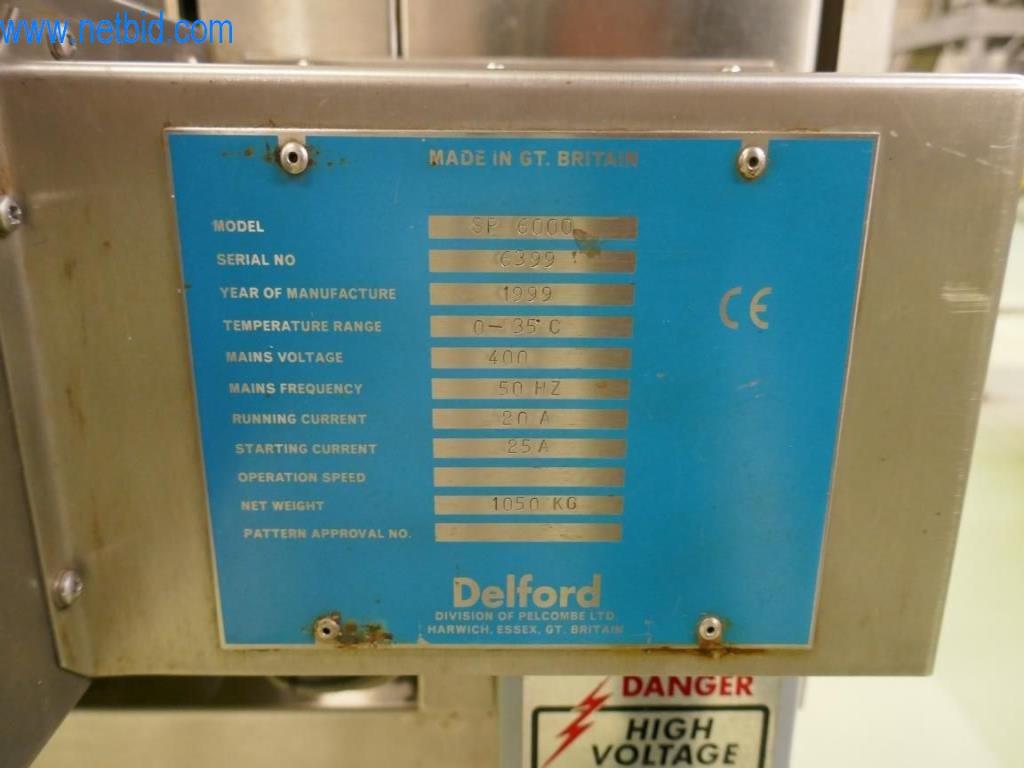 www.netbid.com
MADE IN GT. BRITAIN
MODEL SP 6000
SERIAL NO 6399
YEAR OF MANUFACTURE 1999
TEMPERATURE RANGE 0-35°C
MAINS VOLTAGE 400
MAINS FREQUENCY 50 HZ
RUNNING CURRENT 20 A
STARTING CURRENT 25 A
OPERATION SPEED
NET WEIGHT 1050 KG
PATTERN APPROVAL NO.
CE
Delford
DIVISION OF PELCOMBE LTD
HARWICH, ESSEX, GT. BRITAIN
DANGER
HIGH
VOLTAGE